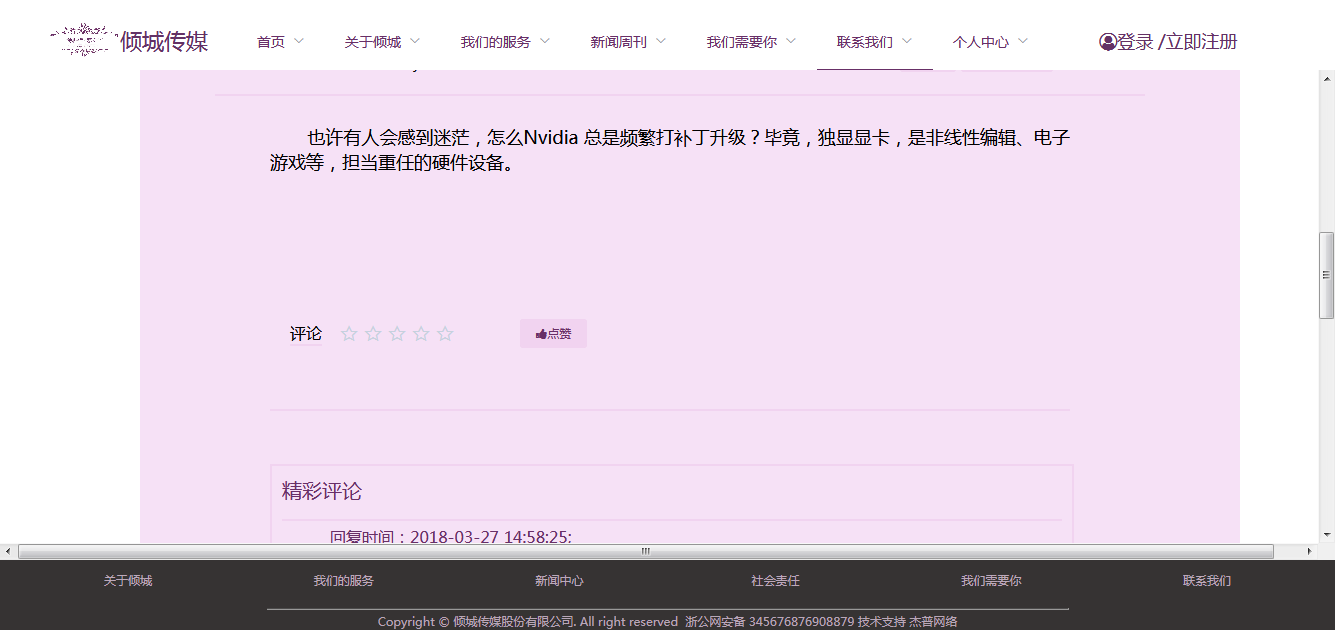 倾城传媒 首页 关于倾城 我们的服务 新闻周刊 我们需要你 联系我们 个人中心 登录 /立即注册
也许有人会感到迷茫，怎么Nvidia 总是频繁打补丁升级？毕竟，独显显卡，是非线性编辑、电子
游戏等，担当重任的硬件设备。
评论 点赞
精彩评论
回复时间：2018-03-27 14:58:25;
关于倾城 我们的服务 新闻中心 社会责任 我们需要你 联系我们
Copyright © 倾城传媒股份有限公司. All right reserved 浙公网安备 345676876908879 技术支持 杰普网络